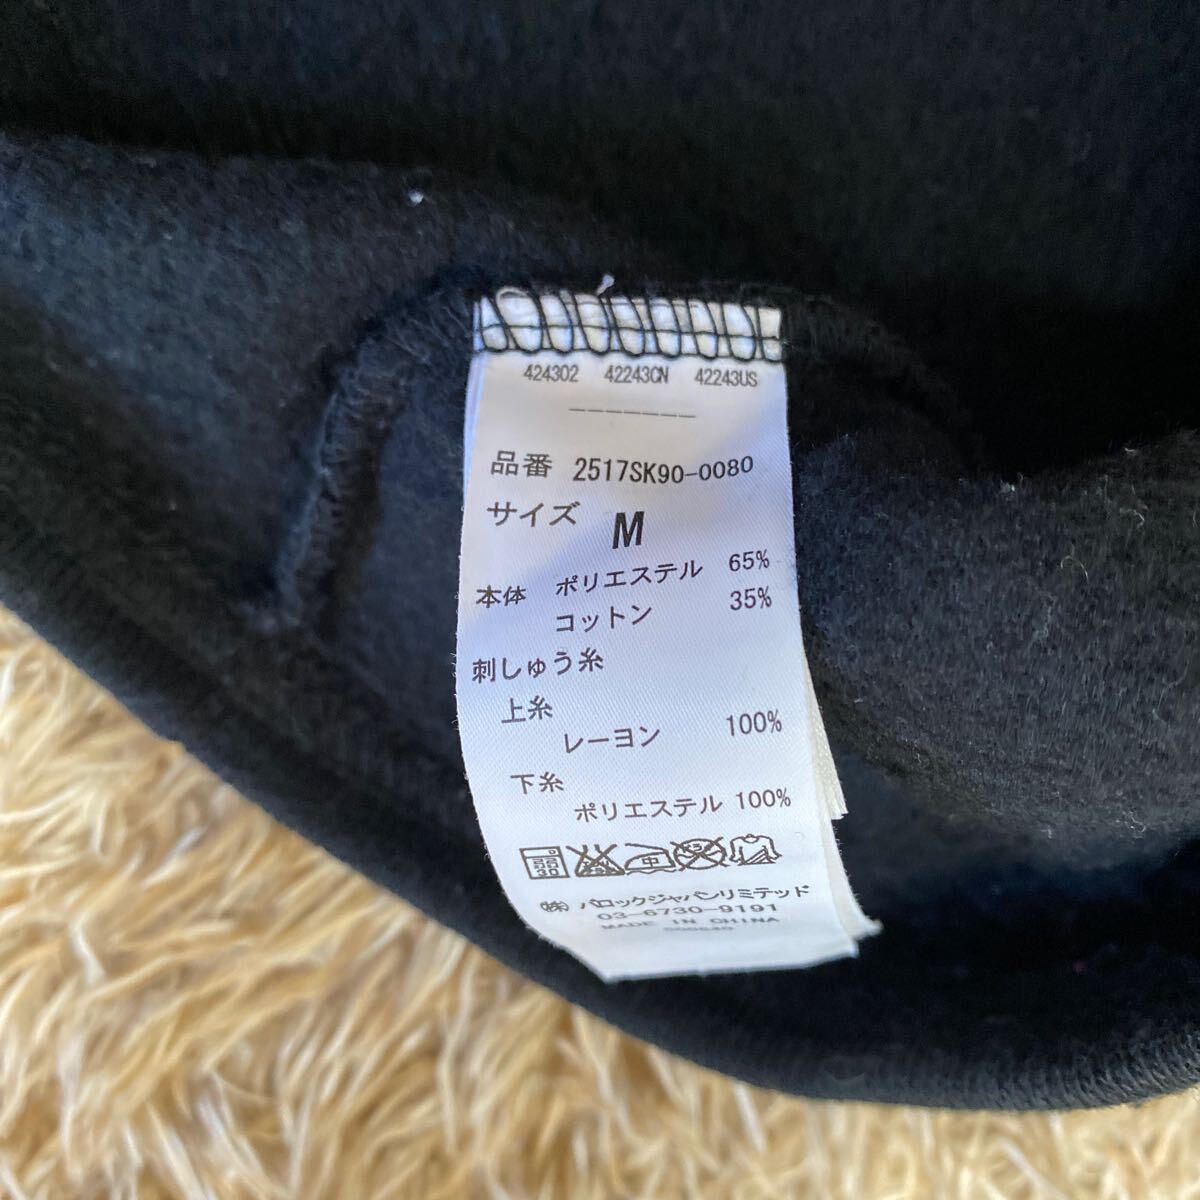 424302 42243CN 42243US
-------
品番 2517SK90-0080
サイズ M
本体 ポリエステル 65%
コットン 35%
刺しゅう糸
上糸
レーヨン 100%
下糸
ポリエステル 100%
㈱ バロックジャパンリミテッド
03-6730-9191
MADE IN CHINA